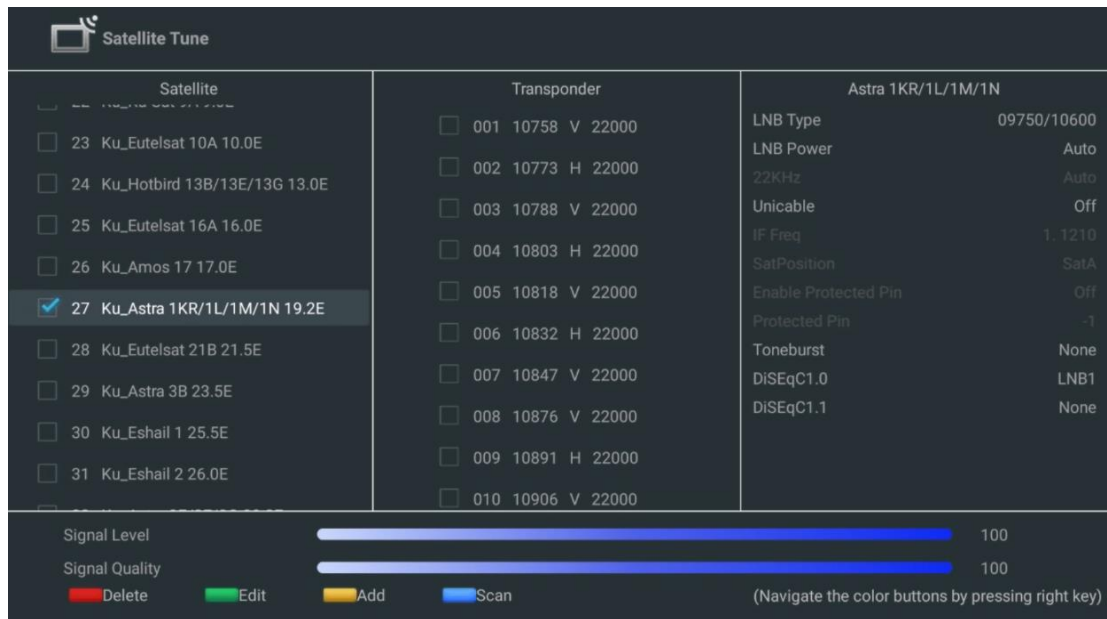 Satellite Tune
Satellite
23 Ku_Eutelsat 10A 10.0E
24 Ku_Hotbird 13B/13E/13G 13.0E
25 Ku_Eutelsat 16A 16.0E
26 Ku_Amos 17 17.0E
27 Ku_Astra 1KR/1L/1M/1N 19.2E
28 Ku_Eutelsat 21B 21.5E
29 Ku_Astra 3B 23.5E
30 Ku_Eshail 1 25.5E
31 Ku_Eshail 2 26.0E
Transponder
001 10758 V 22000
002 10773 H 22000
003 10788 V 22000
004 10803 H 22000
005 10818 V 22000
006 10832 H 22000
007 10847 V 22000
008 10876 V 22000
009 10891 H 22000
010 10906 V 22000
Astra 1KR/1L/1M/1N
LNB Type 09750/10600
LNB Power Auto
22KHz Auto
Unicable Off
IF Freq 1. 1210
SatPosition SatA
Enable Protected Pin Off
Protected Pin -1
Toneburst None
DiSEqC1.0 LNB1
DiSEqC1.1 None
Signal Level 100
Signal Quality 100
Delete Edit Add Scan (Navigate the color buttons by pressing right key)